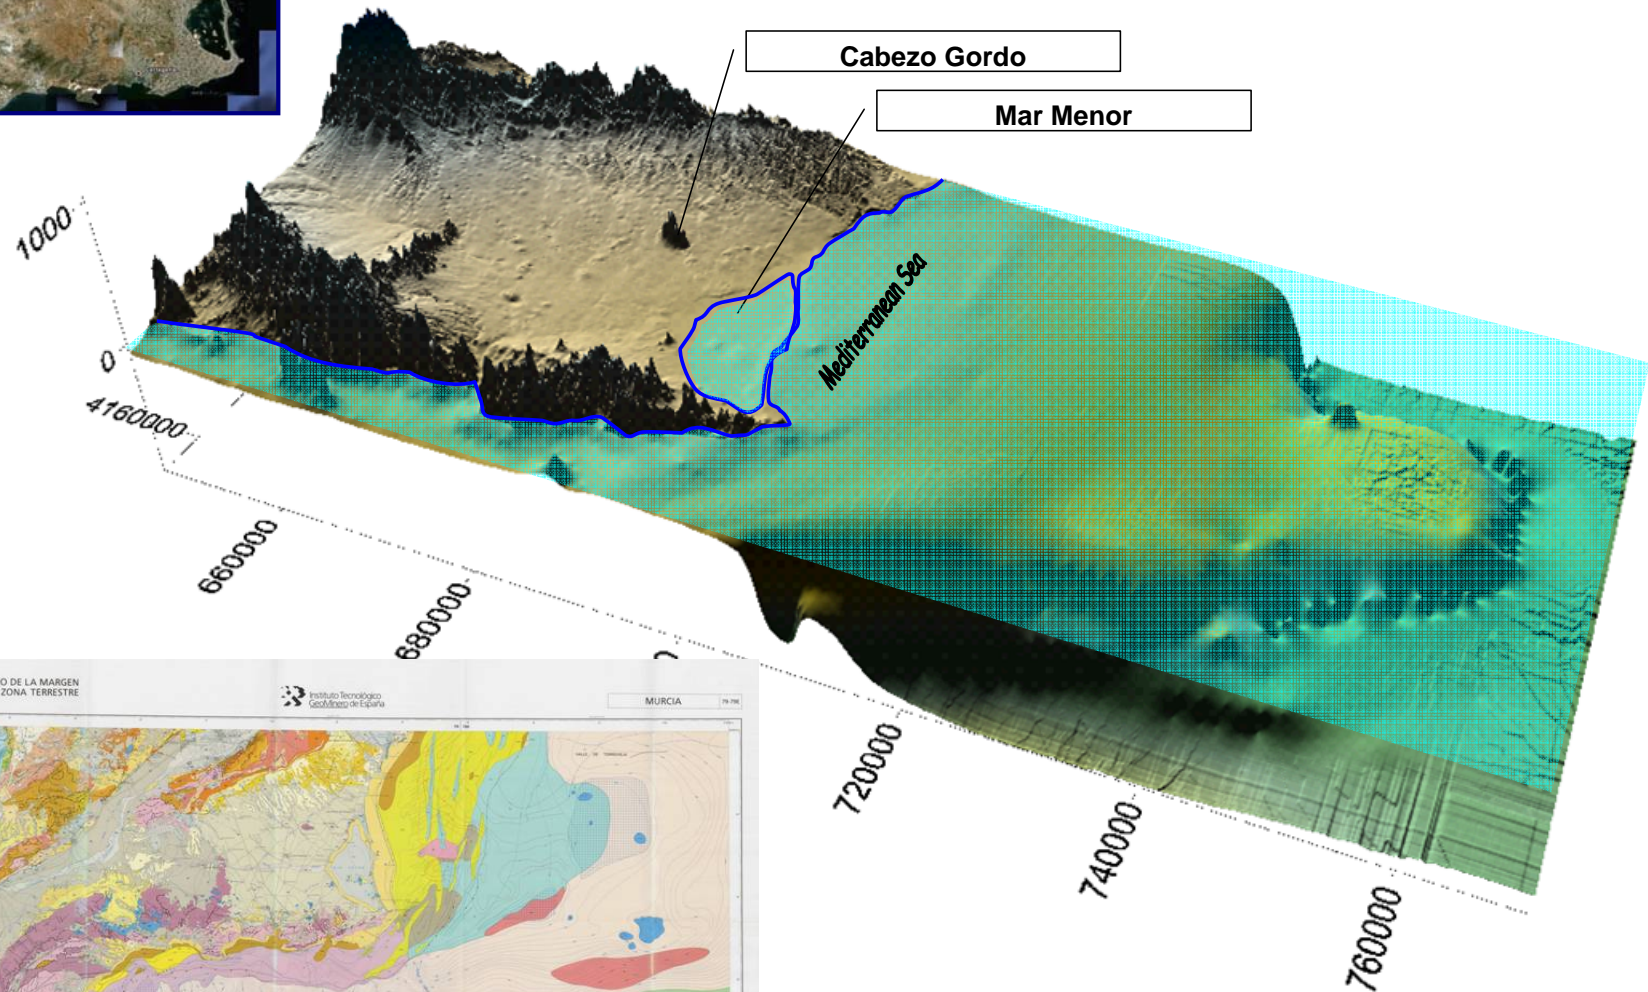 Cabezo Gordo
Mar Menor
Mediterranean Sea
1000
0
4160000
660000
680000
0
720000
740000
760000
O DE LA MARGEN
ZONA TERRESTRE
Instituto Tecnológico
GeoMinero de España
MURCIA